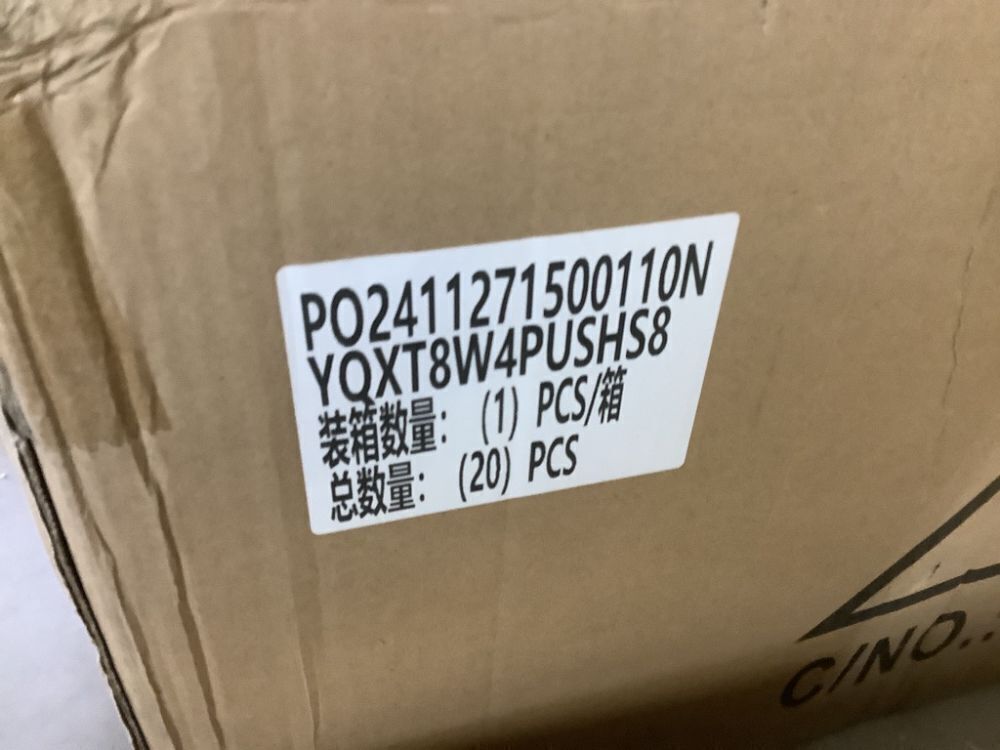 PO2411271500110N
YQXT8W4PUSHS8
装箱数量： (1) PCS/箱
总数量： (20) PCS
C/NO..